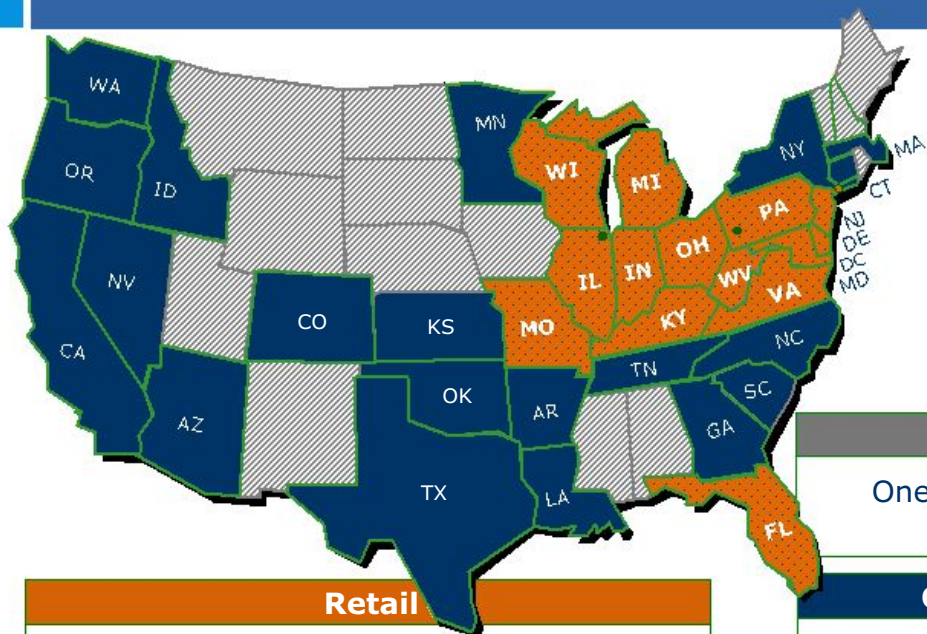 WA
MN
OR
ID
WI
MI
NY
MA
CT
PA
NJ
DE
DC
MD
NV
IL
IN
OH
WV
VA
CO
KS
MO
KY
CA
TN
NC
OK
AR
SC
AZ
GA
TX
LA
FL
One
Retail